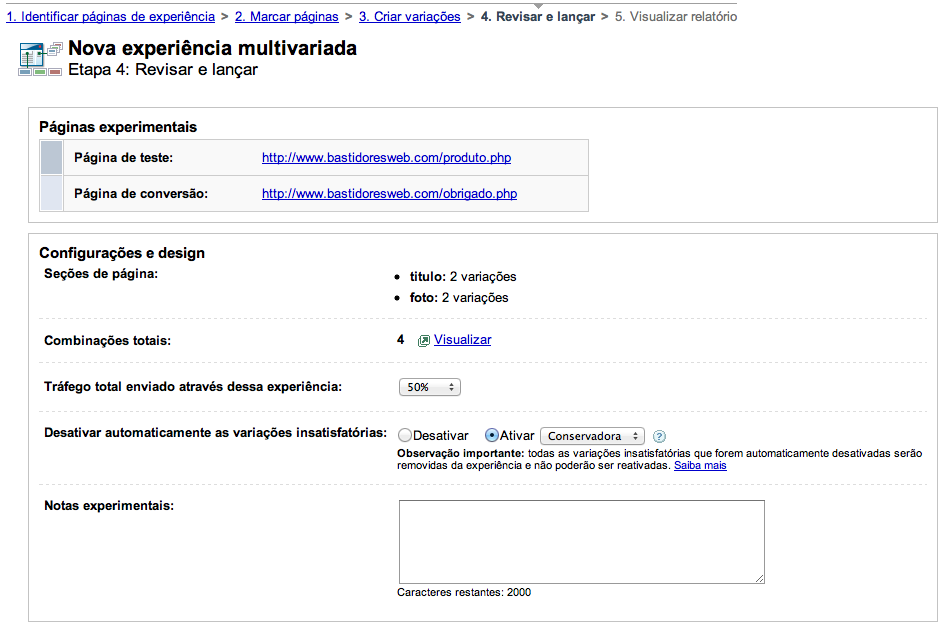 1. Identificar páginas de experiência > 2. Marcar páginas > 3. Criar variações > 4. Revisar e lançar > 5. Visualizar relatório
Nova experiência multivariada
Etapa 4: Revisar e lançar
Páginas experimentais
Página de teste: http://www.bastidoresweb.com/produto.php
Página de conversão: http://www.bastidoresweb.com/obrigado.php
Configurações e design
Seções de página:
• titulo: 2 variações
• foto: 2 variações
Combinações totais: 4 Visualizar
Tráfego total enviado através dessa experiência: 50%
Desativar automaticamente as variações insatisfatórias: Desativar Ativar Conservadora ?
Observação importante: todas as variações insatisfatórias que forem automaticamente desativadas serão
removidas da experiência e não poderão ser reativadas. Saiba mais
Notas experimentais:
Caracteres restantes: 2000